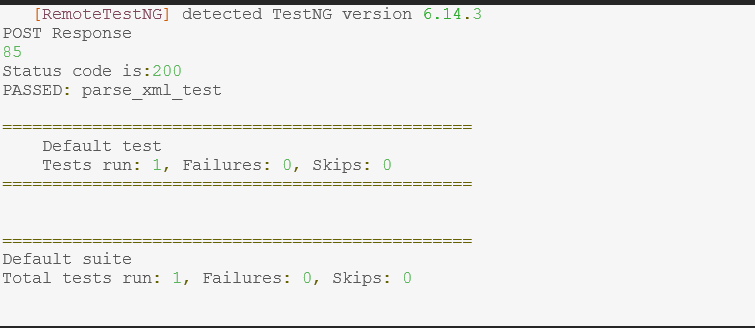 [RemoteTestNG] detected TestNG version 6.14.3
POST Response
85
Status code is:200
PASSED: parse_xml_test
===============================================
Default test
Tests run: 1, Failures: 0, Skips: 0
===============================================
===============================================
Default suite
Total tests run: 1, Failures: 0, Skips: 0